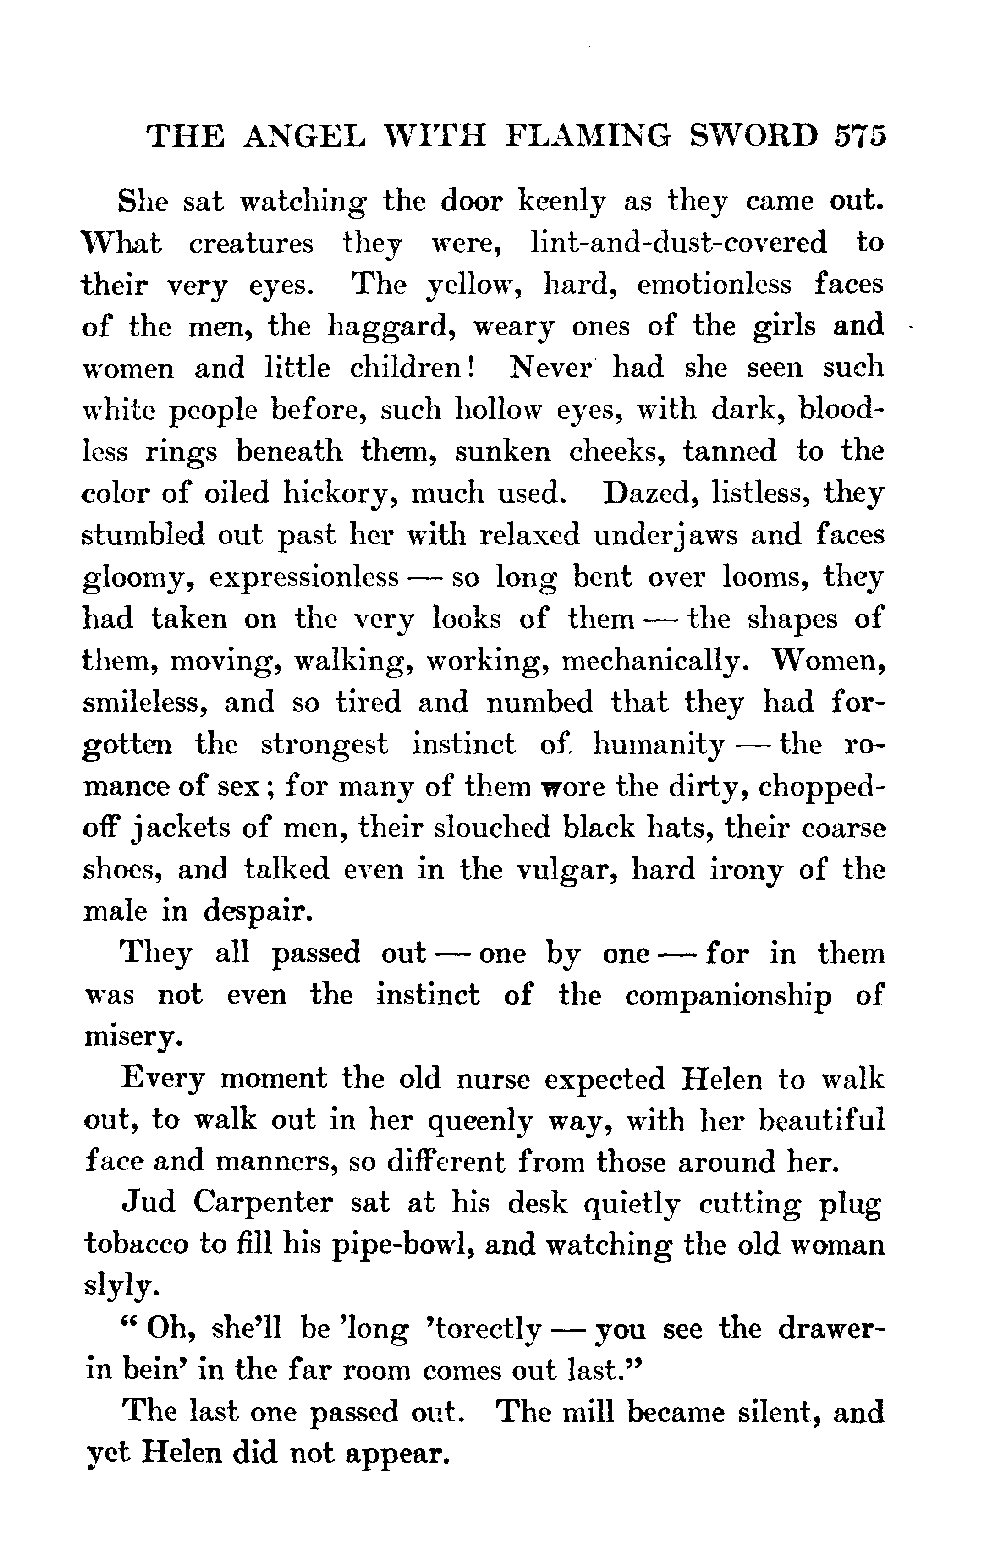 THE ANGEL WITH FLAMING SWORD 575
She sat watching the door keenly as they came out.
What creatures they were, lint-and-dust-covered to
their very eyes. The yellow, hard, emotionless faces
of the men, the haggard, weary ones of the girls and
women and little children! Never had she seen such
white people before, such hollow eyes, with dark, blood-
less rings beneath them, sunken cheeks, tanned to the
color of oiled hickory, much used. Dazed, listless, they
stumbled out past her with relaxed underjaws and faces
gloomy, expressionless — so long bent over looms, they
had taken on the very looks of them — the shapes of
them, moving, walking, working, mechanically. Women,
smileless, and so tired and numbed that they had for-
gotten the strongest instinct of humanity — the ro-
mance of sex; for many of them wore the dirty, chopped-
off jackets of men, their slouched black hats, their coarse
shoes, and talked even in the vulgar, hard irony of the
male in despair.
They all passed out — one by one — for in them
was not even the instinct of the companionship of
misery.
Every moment the old nurse expected Helen to walk
out, to walk out in her queenly way, with her beautiful
face and manners, so different from those around her.
Jud Carpenter sat at his desk quietly cutting plug
tobacco to fill his pipe-bowl, and watching the old woman
slyly.
"Oh, she'll be 'long 'torectly — you see the drawer-
in bein' in the far room comes out last."
The last one passed out. The mill became silent, and
yet Helen did not appear.